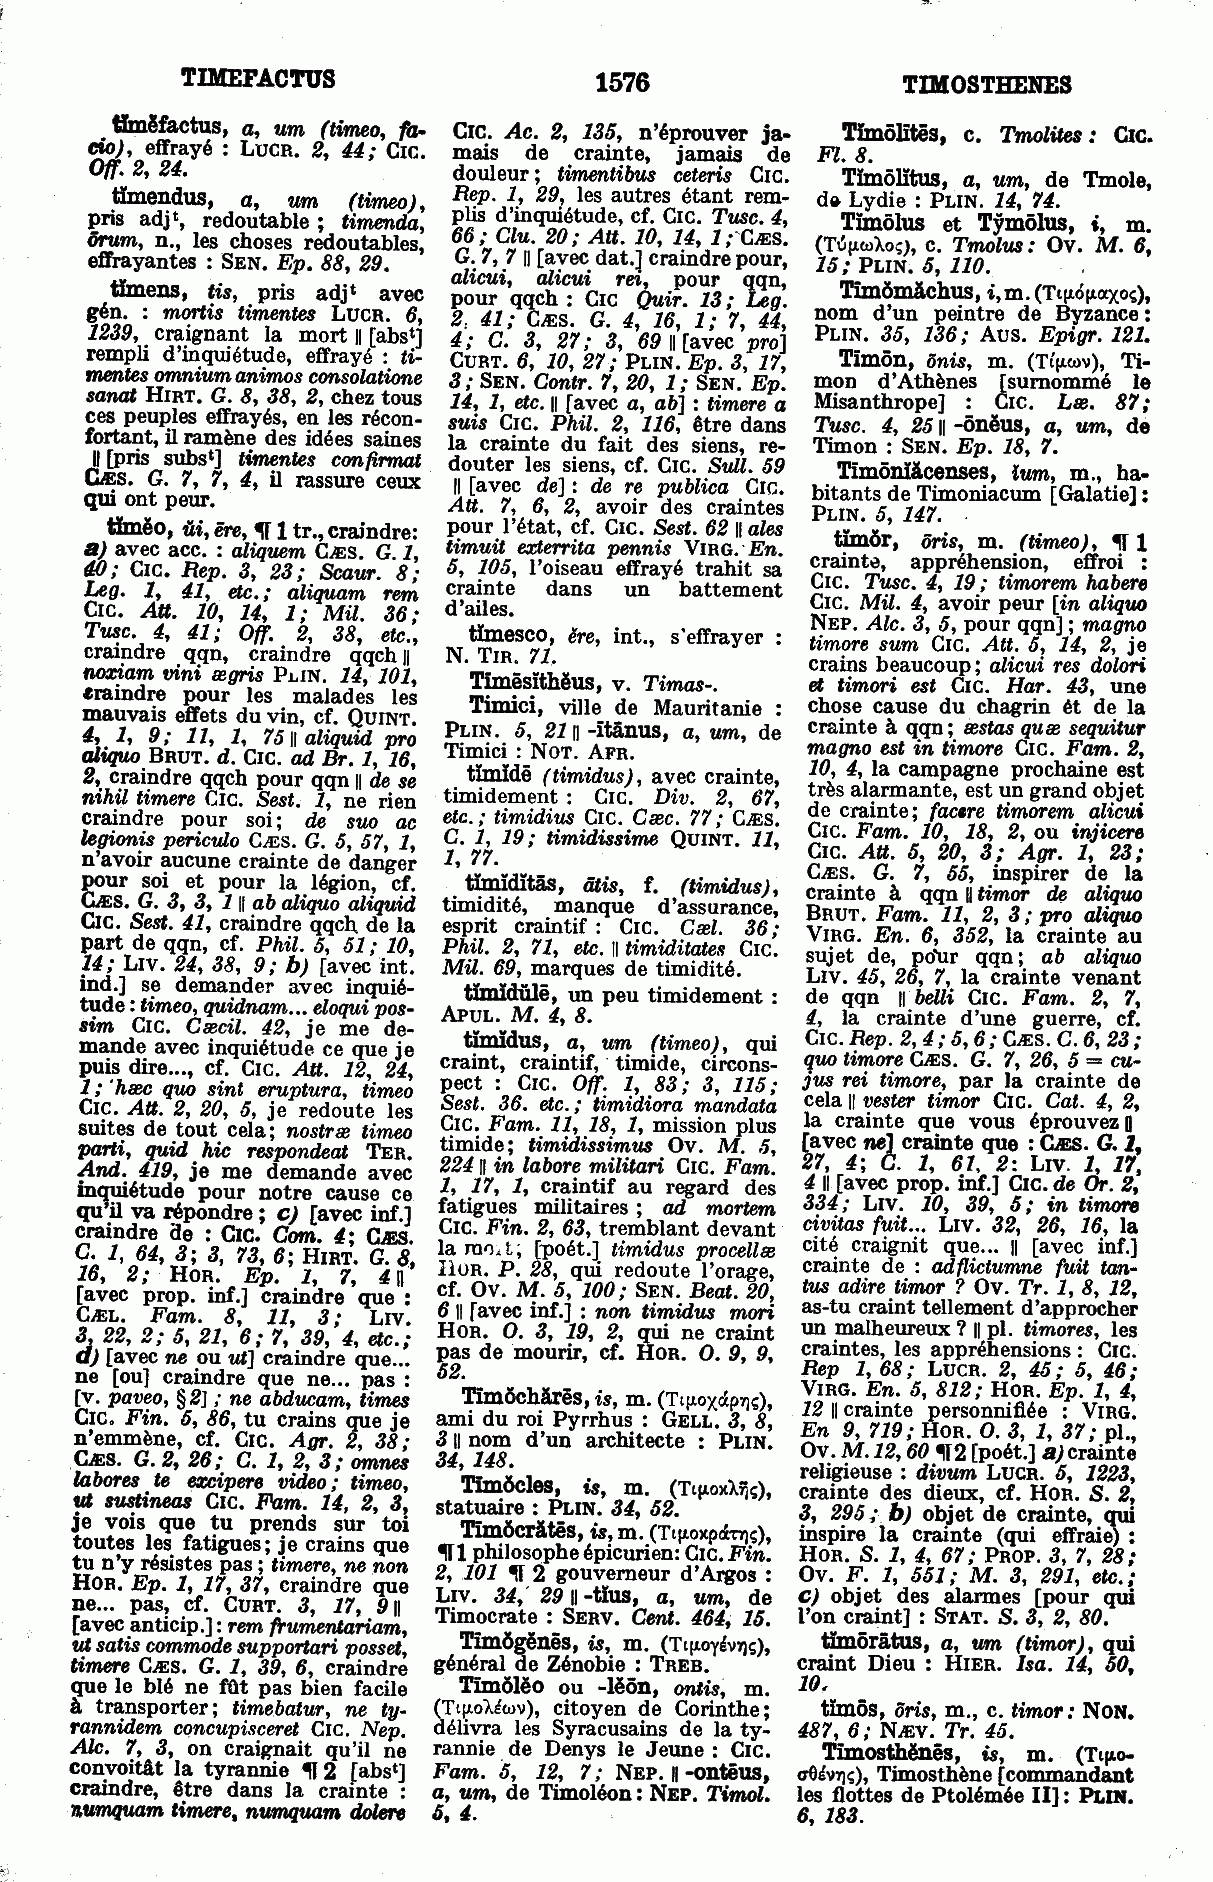 TIMEFACTUS
1576
TIMOSTHENES
tĭmĕfactus, a, um (timeo, fa-
cio), effrayé : LUCR. 2, 44; CIC.
Off. 2, 24.
tĭmendus, a, um (timeo),
pris adjᵗ, redoutable ; timenda,
ōrum, n., les choses redoutables,
effrayantes : SEN. Ep. 88, 29.
tĭmens, tis, pris adjᵗ avec
gén. : mortis timentes LUCR. 6,
1239, craignant la mort ‖ [absᵗ]
rempli d'inquiétude, effrayé : ti-
mentes omnium animos consolatione
sanat HIRT. G. 8, 38, 2, chez tous
ces peuples effrayés, en les récon-
fortant, il ramène des idées saines
‖ [pris substᵗ] timentes confirmat
CÆS. G. 7, 7, 4, il rassure ceux
qui ont peur.
tĭmĕo, ŭi, ēre, ¶ 1 tr., craindre:
a) avec acc. : aliquem CÆS. G. 1,
40; CIC. Rep. 3, 23; Scaur. 8;
Leg. 1, 41, etc.; aliquam rem
CIC. Att. 10, 14, 1; Mil. 36;
Tusc. 4, 41; Off. 2, 38, etc.,
craindre qqn, craindre qqch ‖
noxiam vini ægris PLIN. 14, 101,
craindre pour les malades les
mauvais effets du vin, cf. QUINT.
4, 1, 9; 11, 1, 75 ‖ aliquid pro
aliquo BRUT. d. CIC. ad Br. 1, 16,
2, craindre qqch pour qqn ‖ de se
nihil timere CIC. Sest. 1, ne rien
craindre pour soi; de suo ac
legionis periculo CÆS. G. 5, 57, 1,
n'avoir aucune crainte de danger
pour soi et pour la légion, cf.
CÆS. G. 3, 3, 1 ‖ ab aliquo aliquid
CIC. Sest. 41, craindre qqch de la
part de qqn, cf. Phil. 5, 51; 10,
14; LIV. 24, 38, 9; b) [avec int.
ind.] se demander avec inquié-
tude : timeo, quidnam... eloqui pos-
sim CIC. Cæcil. 42, je me de-
mande avec inquiétude ce que je
puis dire..., cf. CIC. Att. 12, 24,
1; hæc quo sint eruptura, timeo
CIC. Att. 2, 20, 5, je redoute les
suites de tout cela; nostræ timeo
parti, quid hic respondeat TER.
And. 419, je me demande avec
inquiétude pour notre cause ce
qu'il va répondre ; c) [avec inf.]
craindre de : CIC. Com. 4; CÆS.
C. 1, 64, 3; 3, 73, 6; HIRT. G. 8,
16, 2; HOR. Ep. 1, 7, 4 ‖
[avec prop. inf.] craindre que :
CÆL. Fam. 8, 11, 3; LIV.
3, 22, 2; 5, 21, 6; 7, 39, 4, etc.;
d) [avec ne ou ut] craindre que...
ne [ou] craindre que ne... pas :
[v. paveo, § 2] ; ne abducam, times
CIC. Fin. 5, 86, tu crains que je
n'emmène, cf. CIC. Agr. 2, 38;
CÆS. G. 2, 26; C. 1, 2, 3; omnes
labores te excipere video; timeo,
ut sustineas CIC. Fam. 14, 2, 3,
je vois que tu prends sur toi
toutes les fatigues; je crains que
tu n'y résistes pas; timere, ne non
HOR. Ep. 1, 17, 37, craindre que
ne... pas, cf. CURT. 3, 17, 9 ‖
[avec anticip.] : rem frumentariam,
ut satis commode supportari posset,
timere CÆS. G. 1, 39, 6, craindre
que le blé ne fût pas bien facile
à transporter; timebatur, ne ty-
rannidem concupisceret CIC. Nep.
Alc. 7, 3, on craignait qu'il ne
convoitât la tyrannie ¶ 2 [absᵗ]
craindre, être dans la crainte :
numquam timere, numquam dolere
CIC. Ac. 2, 135, n'éprouver ja-
mais de crainte, jamais de
douleur; timentibus ceteris CIC.
Rep. 1, 29, les autres étant rem-
plis d'inquiétude, cf. CIC. Tusc. 4,
66; Clu. 20; Att. 10, 14, 1; CÆS.
G. 7, 7 ‖ [avec dat.] craindre pour,
alicui, alicui rei, pour qqn,
pour qqch : CIC Quir. 13; Leg.
2, 41; CÆS. G. 4, 16, 1; 7, 44,
4; C. 3, 27; 3, 69 ‖ [avec pro]
CURT. 6, 10, 27; PLIN. Ep. 3, 17,
3; SEN. Contr. 7, 20, 1; SEN. Ep.
14, 1, etc. ‖ [avec a, ab] : timere a
suis CIC. Phil. 2, 116, être dans
la crainte du fait des siens, re-
douter les siens, cf. CIC. Sull. 59
‖ [avec de] : de re publica CIC.
Att. 7, 6, 2, avoir des craintes
pour l'état, cf. CIC. Sest. 62 ‖ ales
timuit exterrita pennis VIRG. En.
5, 105, l'oiseau effrayé trahit sa
crainte dans un battement
d'ailes.
tĭmesco, ĕre, int., s'effrayer :
N. TIR. 71.
Tīmēsĭthĕus, v. Timas-.
Timici, ville de Mauritanie :
PLIN. 5, 21 ‖ -ītānus, a, um, de
Timici : NOT. AFR.
tĭmĭdē (timidus), avec crainte,
timidement : CIC. Div. 2, 67,
etc.; timidius CIC. Cæc. 77; CÆS.
C. 1, 19; timidissime QUINT. 11,
1, 77.
tĭmĭdĭtās, ātis, f. (timidus),
timidité, manque d'assurance,
esprit craintif : CIC. Cæl. 36;
Phil. 2, 71, etc. ‖ timiditates CIC.
Mil. 69, marques de timidité.
tĭmĭdŭlē, un peu timidement :
APUL. M. 4, 8.
tĭmĭdus, a, um (timeo), qui
craint, craintif, timide, circons-
pect : CIC. Off. 1, 83; 3, 115;
Sest. 36. etc.; timidiora mandata
CIC. Fam. 11, 18, 1, mission plus
timide; timidissimus OV. M. 5,
224 ‖ in labore militari CIC. Fam.
1, 17, 1, craintif au regard des
fatigues militaires ; ad mortem
CIC. Fin. 2, 63, tremblant devant
la mort; [poét.] timidus procellæ
HOR. P. 28, qui redoute l'orage,
cf. OV. M. 5, 100; SEN. Beat. 20,
6 ‖ [avec inf.] : non timidus mori
HOR. O. 3, 19, 2, qui ne craint
pas de mourir, cf. HOR. O. 9, 9,
52.
Tīmŏchărēs, is, m. (Τιμοχάρης),
ami du roi Pyrrhus : GELL. 3, 8,
3 ‖ nom d'un architecte : PLIN.
34, 148.
Tīmŏcles, is, m. (Τιμοκλῆς),
statuaire : PLIN. 34, 52.
Tīmŏcrătēs, is, m. (Τιμοκράτης),
¶ 1 philosophe épicurien: CIC. Fin.
2, 101 ¶ 2 gouverneur d'Argos :
LIV. 34, 29 ‖ -tīus, a, um, de
Timocrate : SERV. Cent. 464, 15.
Tīmŏgĕnēs, is, m. (Τιμογένης),
général de Zénobie : TREB.
Tīmŏlĕo ou -lĕōn, ontis, m.
(Τιμολέων), citoyen de Corinthe;
délivra les Syracusains de la ty-
rannie de Denys le Jeune : CIC.
Fam. 5, 12, 7; NEP. ‖ -ontēus,
a, um, de Timoléon: NEP. Timol.
5, 4.
Tĭmōlītēs, c. Tmolites : CIC.
Fl. 8.
Tĭmōlītus, a, um, de Tmole,
de Lydie : PLIN. 14, 74.
Tĭmōlus et Tўmōlus, i, m.
(Τύμωλος), c. Tmolus : OV. M. 6,
15; PLIN. 5, 110.
Tīmŏmăchus, i, m. (Τιμόμαχος),
nom d'un peintre de Byzance :
PLIN. 35, 136; AUS. Epigr. 121.
Tīmōn, ōnis, m. (Τίμων), Ti-
mon d'Athènes [surnommé le
Misanthrope] : CIC. Læ. 87;
Tusc. 4, 25 ‖ -ōnēus, a, um, de
Timon : SEN. Ep. 18, 7.
Tīmōnĭăcenses, ĭum, m., ha-
bitants de Timoniacum [Galatie] :
PLIN. 5, 147.
tĭmŏr, ōris, m. (timeo), ¶ 1
crainte, appréhension, effroi :
CIC. Tusc. 4, 19; timorem habere
CIC. Mil. 4, avoir peur [in aliquo
NEP. Alc. 3, 5, pour qqn] ; magno
timore sum CIC. Att. 5, 14, 2, je
crains beaucoup; alicui res dolori
et timori est CIC. Har. 43, une
chose cause du chagrin et de la
crainte à qqn; æstas quæ sequitur
magno est in timore CIC. Fam. 2,
10, 4, la campagne prochaine est
très alarmante, est un grand objet
de crainte; facere timorem alicui
CIC. Fam. 10, 18, 2, ou injicere
CIC. Att. 5, 20, 3; Agr. 1, 23;
CÆS. G. 7, 55, inspirer de la
crainte à qqn ‖ timor de aliquo
BRUT. Fam. 11, 2, 3; pro aliquo
VIRG. En. 6, 352, la crainte au
sujet de, pour qqn; ab aliquo
LIV. 45, 26, 7, la crainte venant
de qqn ‖ belli CIC. Fam. 2, 7,
4, la crainte d'une guerre, cf.
CIC. Rep. 2, 4; 5, 6; CÆS. C. 6, 23;
quo timore CÆS. G. 7, 26, 5 = cu-
jus rei timore, par la crainte de
cela ‖ vester timor CIC. Cat. 4, 2,
la crainte que vous éprouvez ‖
[avec ne] crainte que : CÆS. G. 1,
27, 4; C. 1, 61, 2: LIV. 1, 17,
4 ‖ [avec prop. inf.] CIC. de Or. 2,
334; LIV. 10, 39, 5; in timore
civitas fuit... LIV. 32, 26, 16, la
cité craignit que... ‖ [avec inf.]
crainte de : adflictumne fuit tan-
tus adire timor ? OV. Tr. 1, 8, 12,
as-tu craint tellement d'approcher
un malheureux ? ‖ pl. timores, les
craintes, les appréhensions : CIC.
Rep 1, 68; LUCR. 2, 45; 5, 46;
VIRG. En. 5, 812; HOR. Ep. 1, 4,
12 ‖ crainte personnifiée : VIRG.
En 9, 719; HOR. O. 3, 1, 37; pl.,
OV. M. 12, 60 ¶ 2 [poét.] a) crainte
religieuse : divum LUCR. 5, 1223,
crainte des dieux, cf. HOR. S. 2,
3, 295; b) objet de crainte, qui
inspire la crainte (qui effraie) :
HOR. S. 1, 4, 67; PROP. 3, 7, 28;
OV. F. 1, 551; M. 3, 291, etc.;
c) objet des alarmes [pour qui
l'on craint] : STAT. S. 3, 2, 80.
tĭmōrātus, a, um (timor), qui
craint Dieu : HIER. Isa. 14, 50,
10.
tĭmōs, ōris, m., c. timor : NON.
487, 6; NÆV. Tr. 45.
Tīmosthĕnēs, is, m. (Τιμο-
σθένης), Timosthène [commandant
les flottes de Ptolémée II] : PLIN.
6, 183.